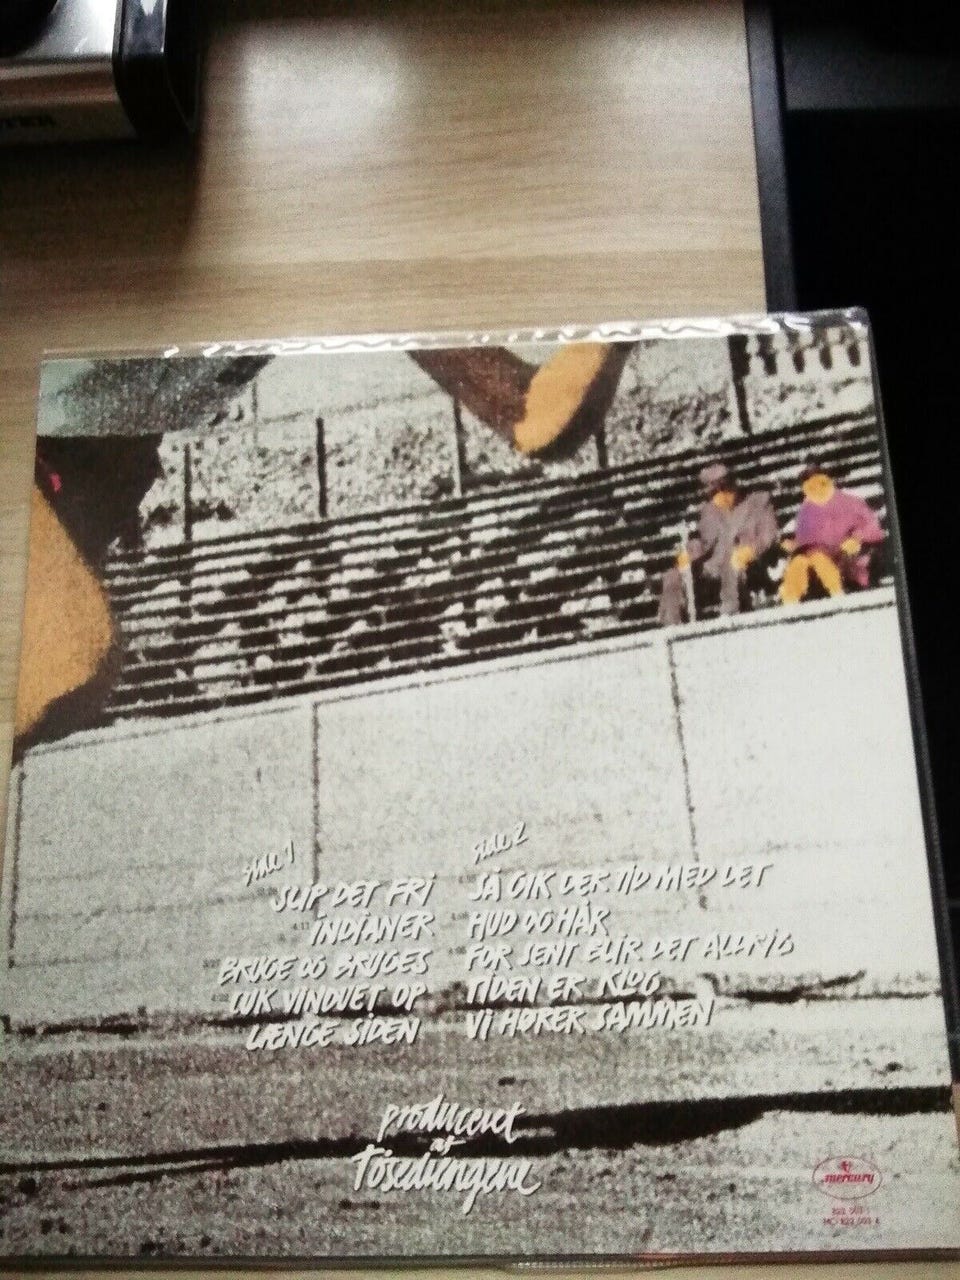 side 1
SLIP DET FRI
INDIANER
BRUGE OG BRUGES
LUK VINDUET OP
LÆNGE SIDEN
side 2
SÅ GIK DER TID MED DET
HUD OG HÅR
FOR SENT BLIR DET ALDRIG
TIDEN ER KLOG
VI HØRER SAMMEN
produceret
af
Tøsedrengene
mercury